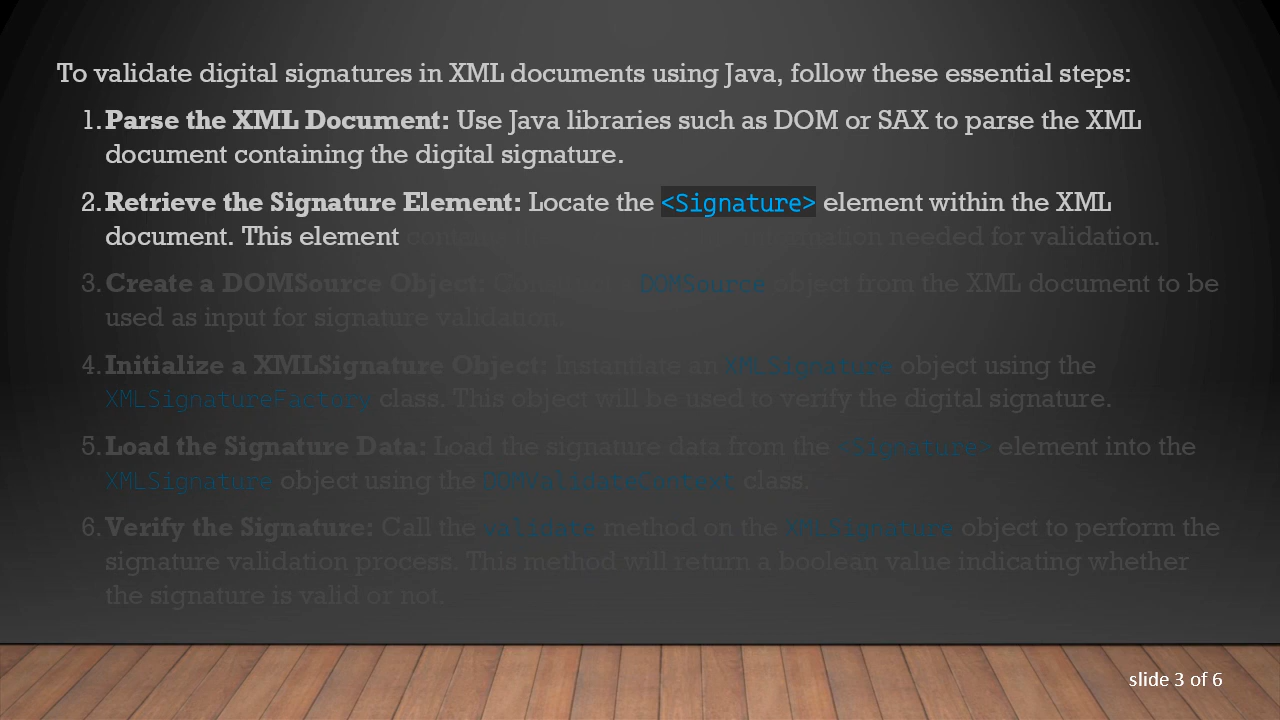 To validate digital signatures in XML documents using Java, follow these essential steps:
1. Parse the XML Document: Use Java libraries such as DOM or SAX to parse the XML
document containing the digital signature.
2. Retrieve the Signature Element: Locate the <Signature> element within the XML
document. This element needed for validation.
3. Create a DOMSource Object: DOMSource object from the XML document to be
used as input for signature validation.
4. Initialize a XMLSignature Object: Instantiate an XMLSignature object using the
XMLSignatureFactory class. This object will be used to verify the digital signature.
5. Load the Signature Data: Load the signature data from the <Signature> element into the
XMLSignature object using the DOMValidateContext class.
6. Verify the Signature: Call the validate method on the XMLSignature object to perform the
signature validation process. This method will return a boolean value indicating whether
the signature is valid or not.
slide 3 of 6